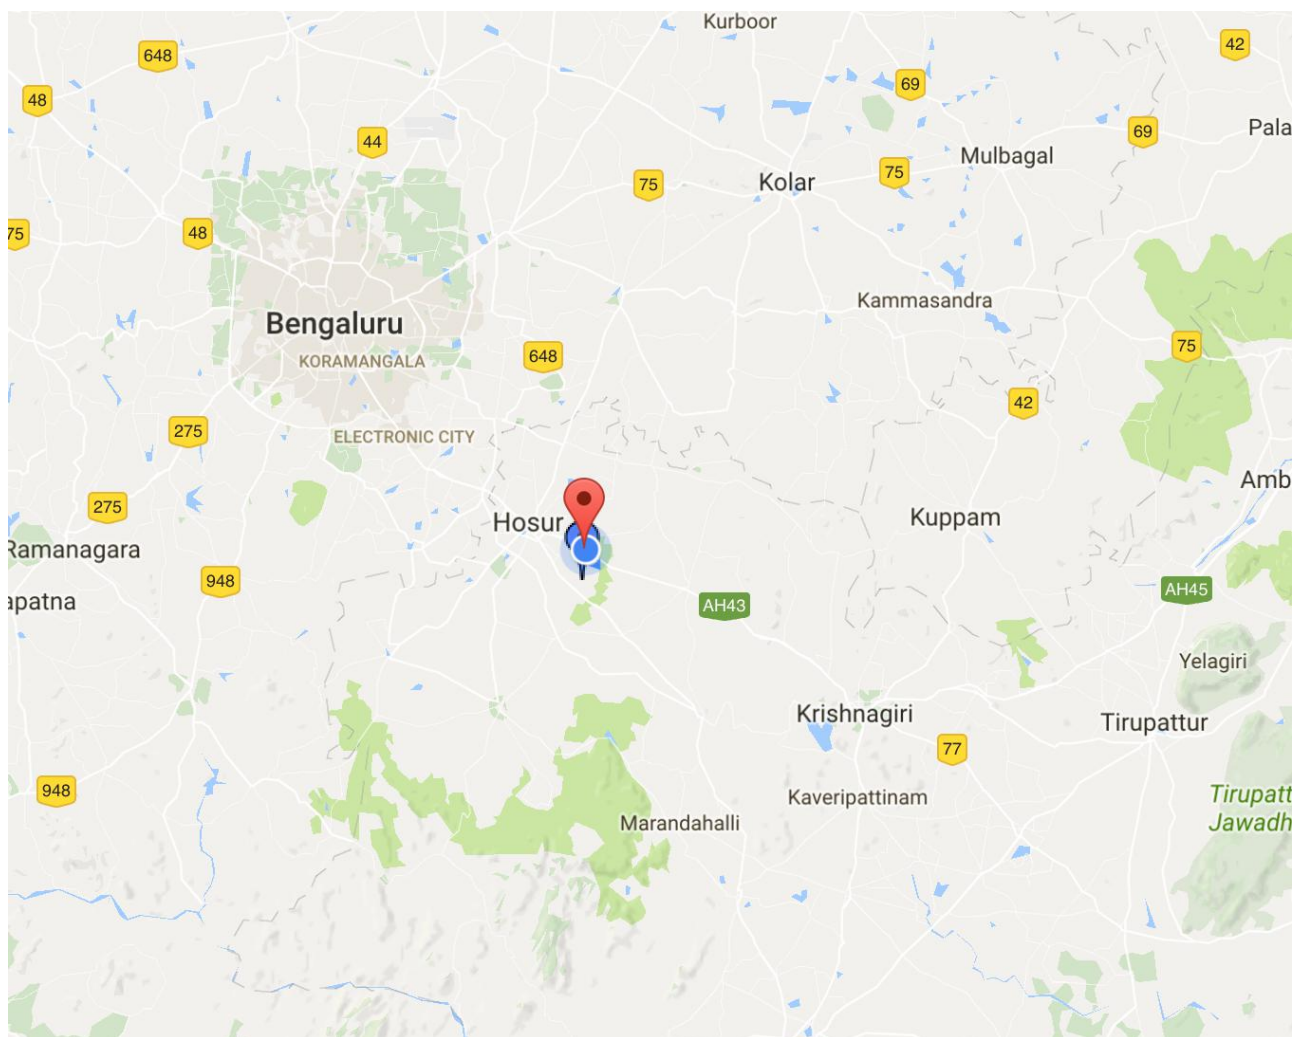 Kurboor
648
42
48
69
44
69
Pala
Mulbagal
75
75
Kolar
75
48
Kammasandra
Bengaluru
75
KORAMANGALA
648
42
275
ELECTRONIC CITY
Amb
275
Hosur
Kuppam
Ramanagara
948
AH45
apatna
AH43
Yelagiri
Krishnagiri
Tirupattur
77
948
Kaveripattinam
Tirupatt
Jawadh
Marandahalli